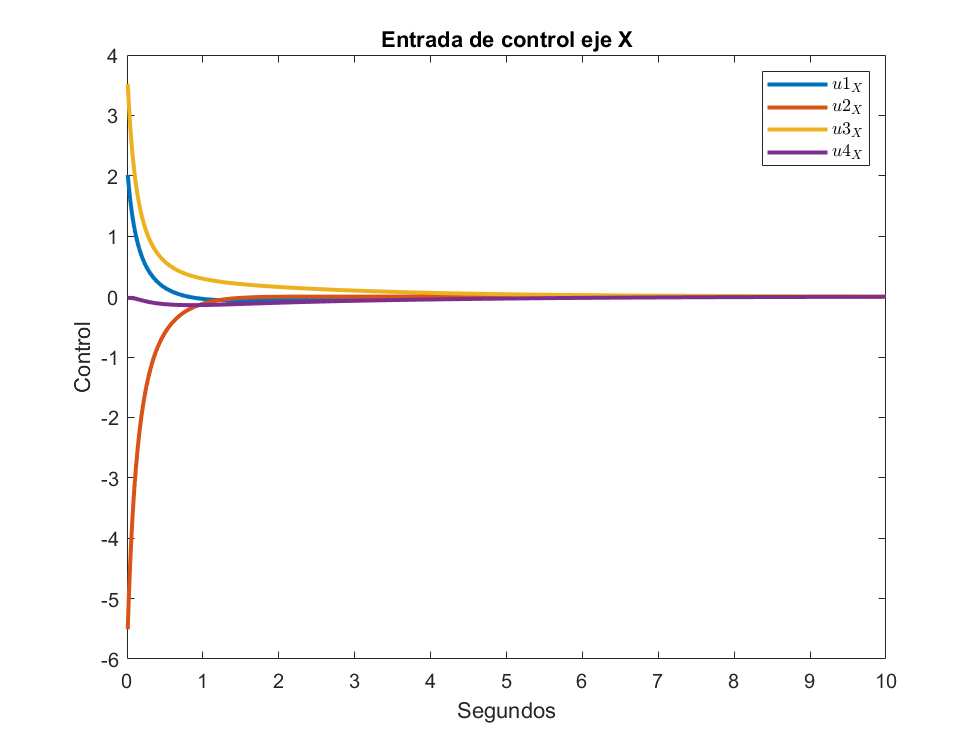 Entrada de control eje X
4
3
2
1
0
-1
-2
-3
-4
-5
-6
Control
u1X
u2X
u3X
u4X
0 1 2 3 4 5 6 7 8 9 10
Segundos